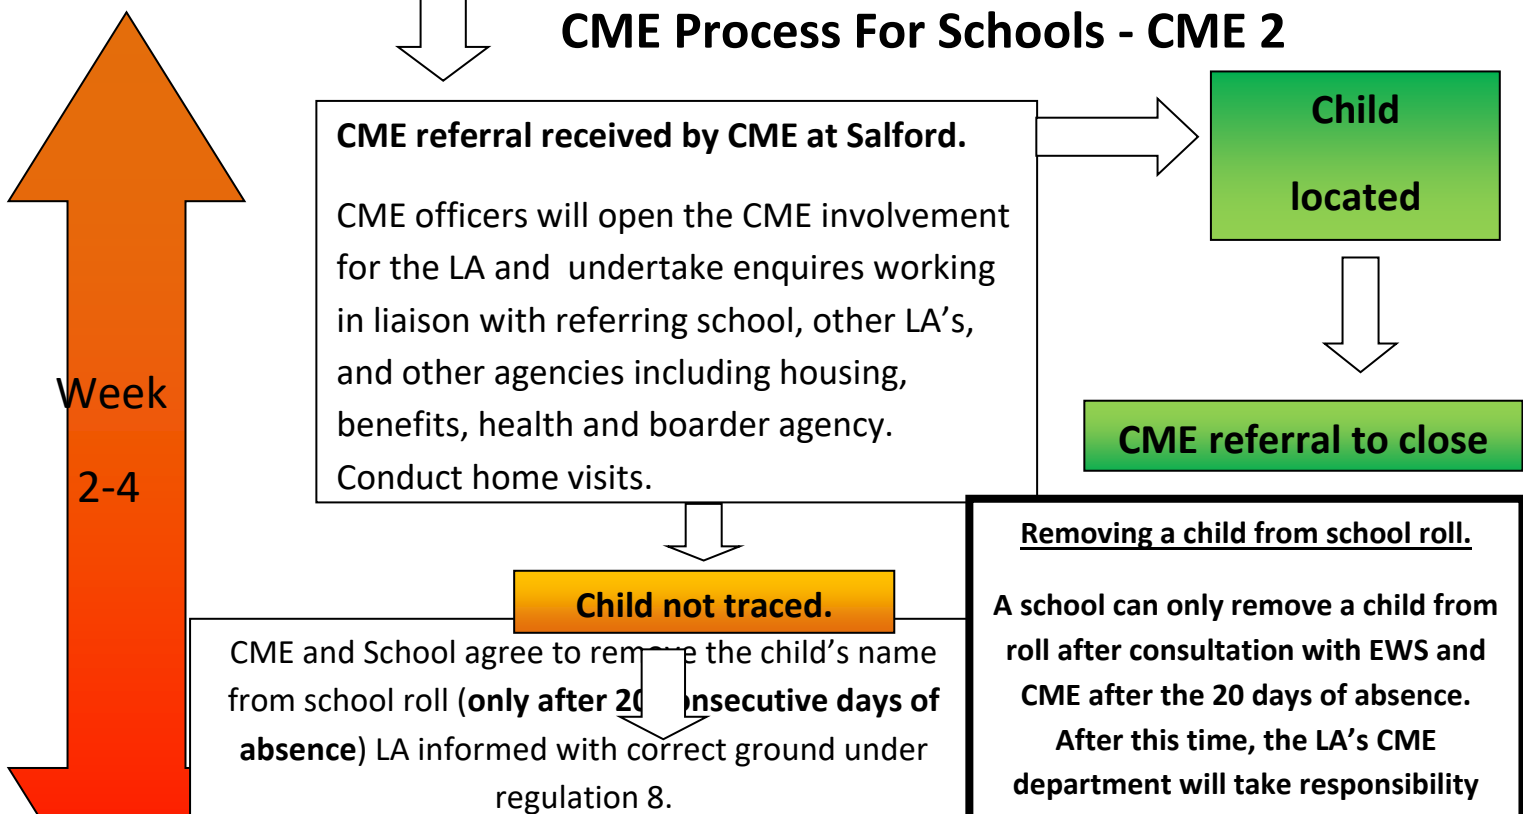 CME Process For Schools - CME 2
CME referral received by CME at Salford.
CME officers will open the CME involvement
for the LA and undertake enquires working
in liaison with referring school, other LA's,
and other agencies including housing,
benefits, health and boarder agency.
Conduct home visits.
Child
located
CME referral to close
Week
2-4
Child not traced.
CME and School agree to remove the child's name
from school roll (only after 20 consecutive days of
absence) LA informed with correct ground under
regulation 8.
Removing a child from school roll.
A school can only remove a child from
roll after consultation with EWS and
CME after the 20 days of absence.
After this time, the LA's CME
department will take responsibility